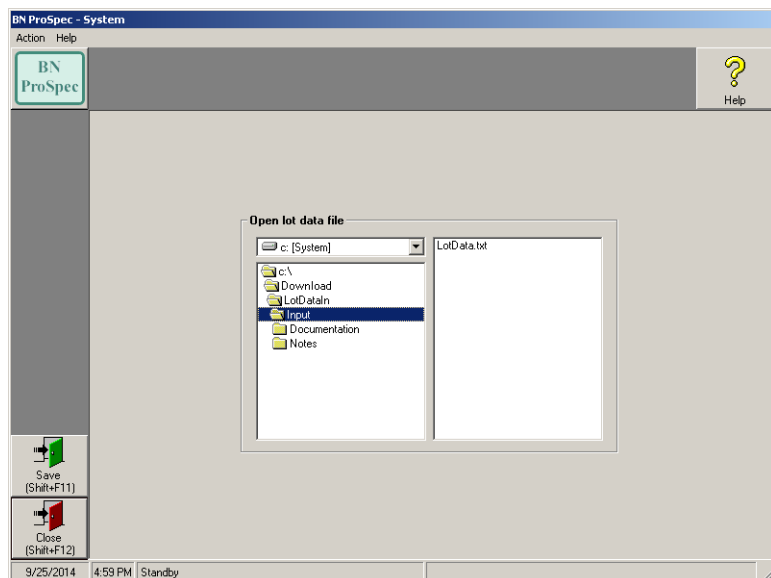 BN ProSpec - System
Action Help
BN
ProSpec
Help
Open lot data file
c: [System]
LotData.txt
c:\
Download
LotDataIn
Input
Documentation
Notes
Save
(Shift+F11)
Close
(Shift+F12)
9/25/2014 4:59 PM Standby